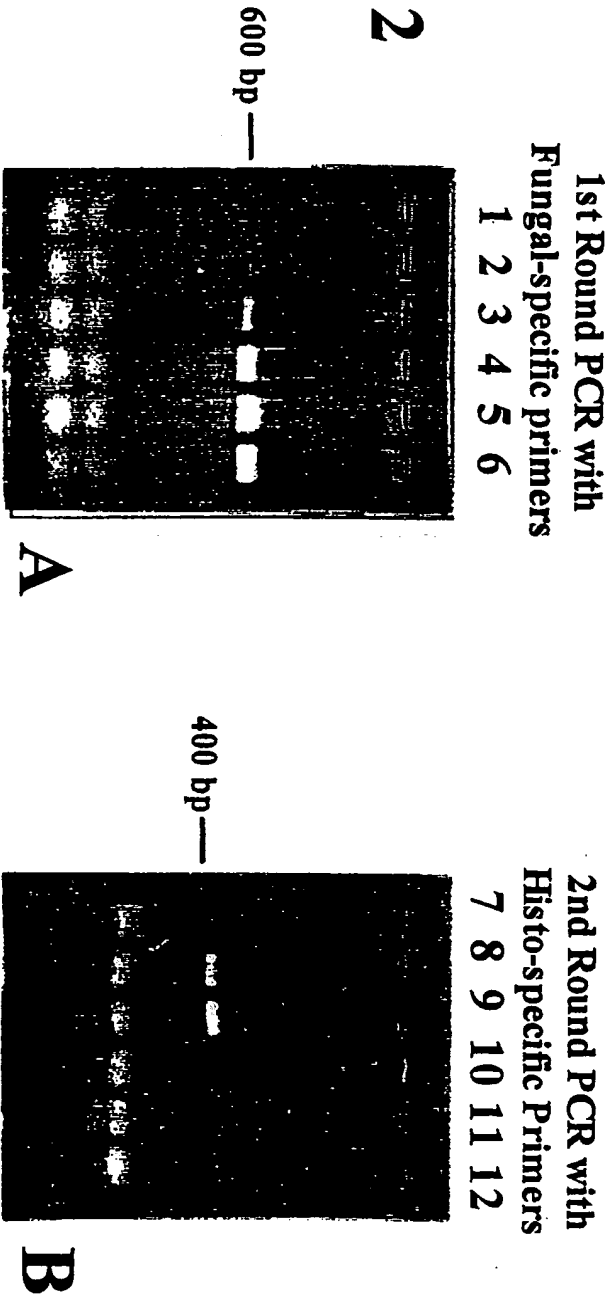 2
1st Round PCR with
Fungal-specific primers
1 2 3 4 5 6
600 bp
A
2nd Round PCR with
Histo-specific Primers
7 8 9 10 11 12
400 bp
B